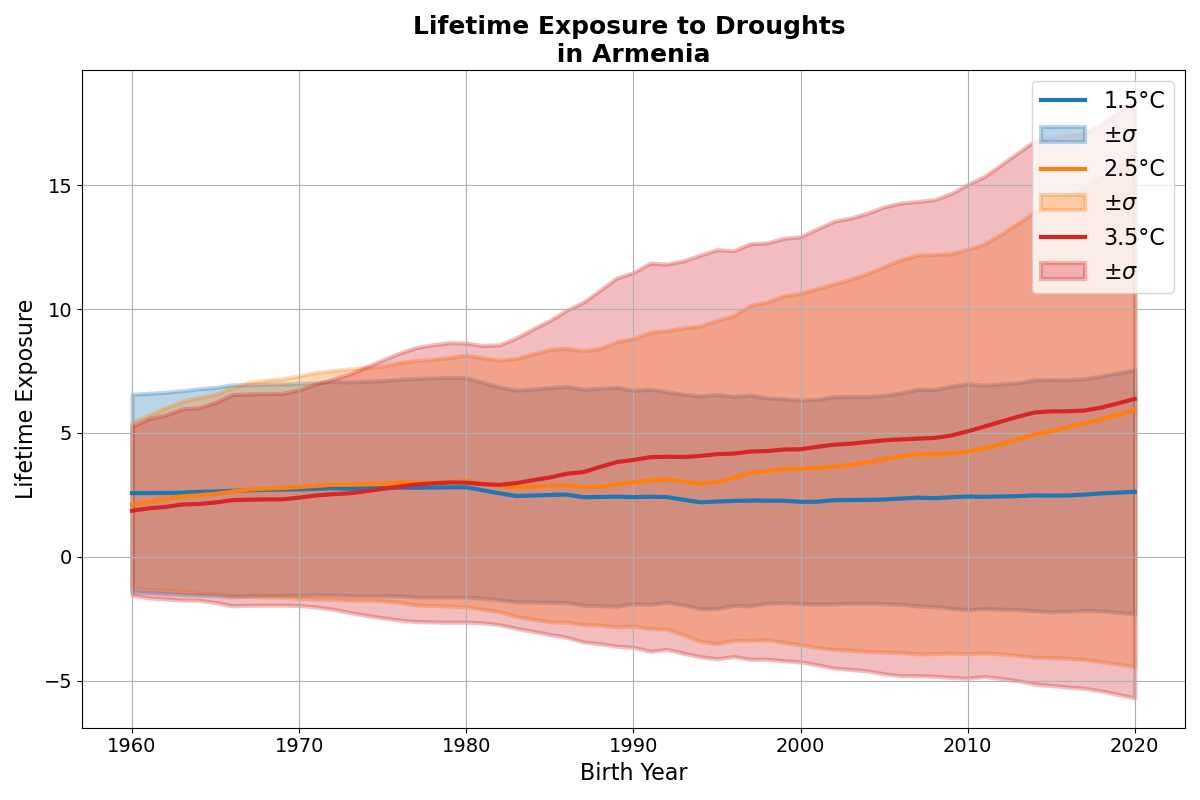 Lifetime Exposure to Droughts
in Armenia
1.5°C
±σ
2.5°C
±σ
3.5°C
±σ
Lifetime Exposure
15
10
5
0
−5
1960 1970 1980 1990 2000 2010 2020
Birth Year